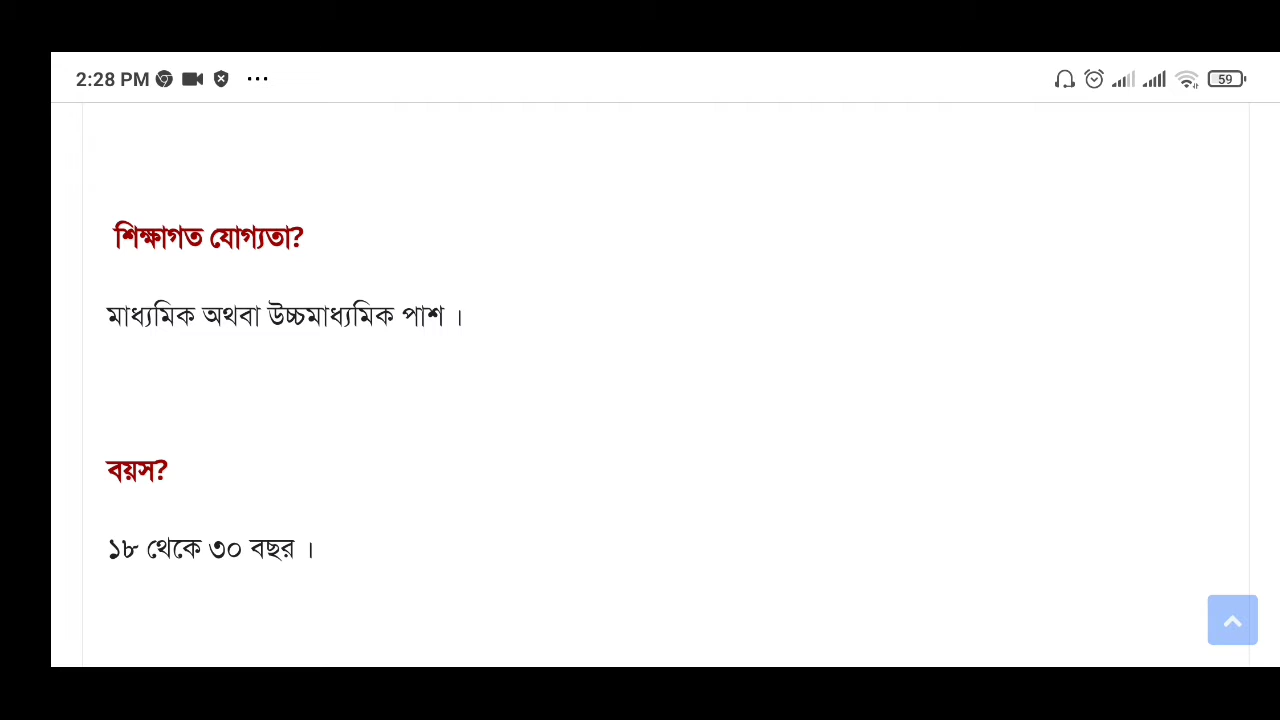 2:28 PM ...
59
শিক্ষাগত যোগ্যতা?
মাধ্যমিক অথবা উচ্চমাধ্যমিক পাশ ।
বয়স?
১৮ থেকে ৩০ বছর ।